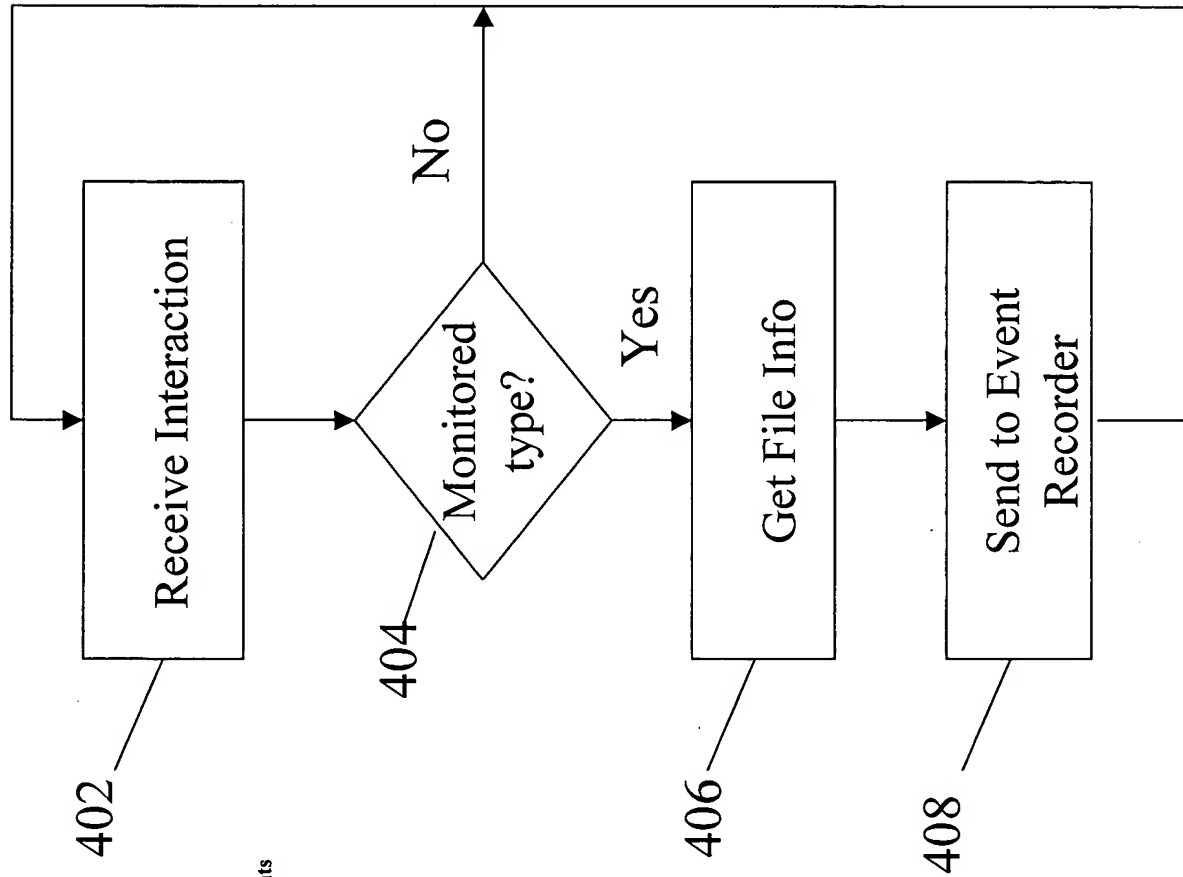 402
Receive Interaction
404
Monitored
type?
No
Yes
406
Get File Info
408
Send to Event
Recorder